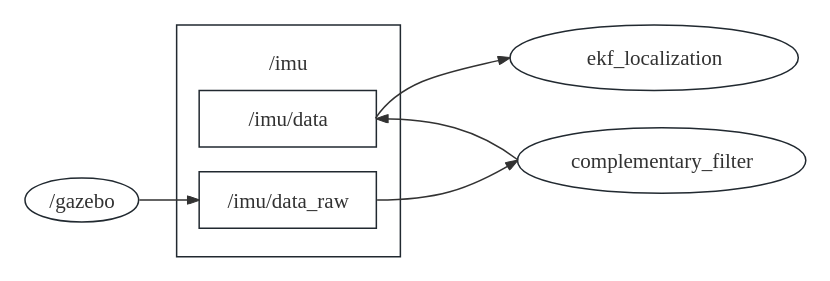 /imu
ekf_localization
/imu/data
complementary_filter
/gazebo
/imu/data_raw